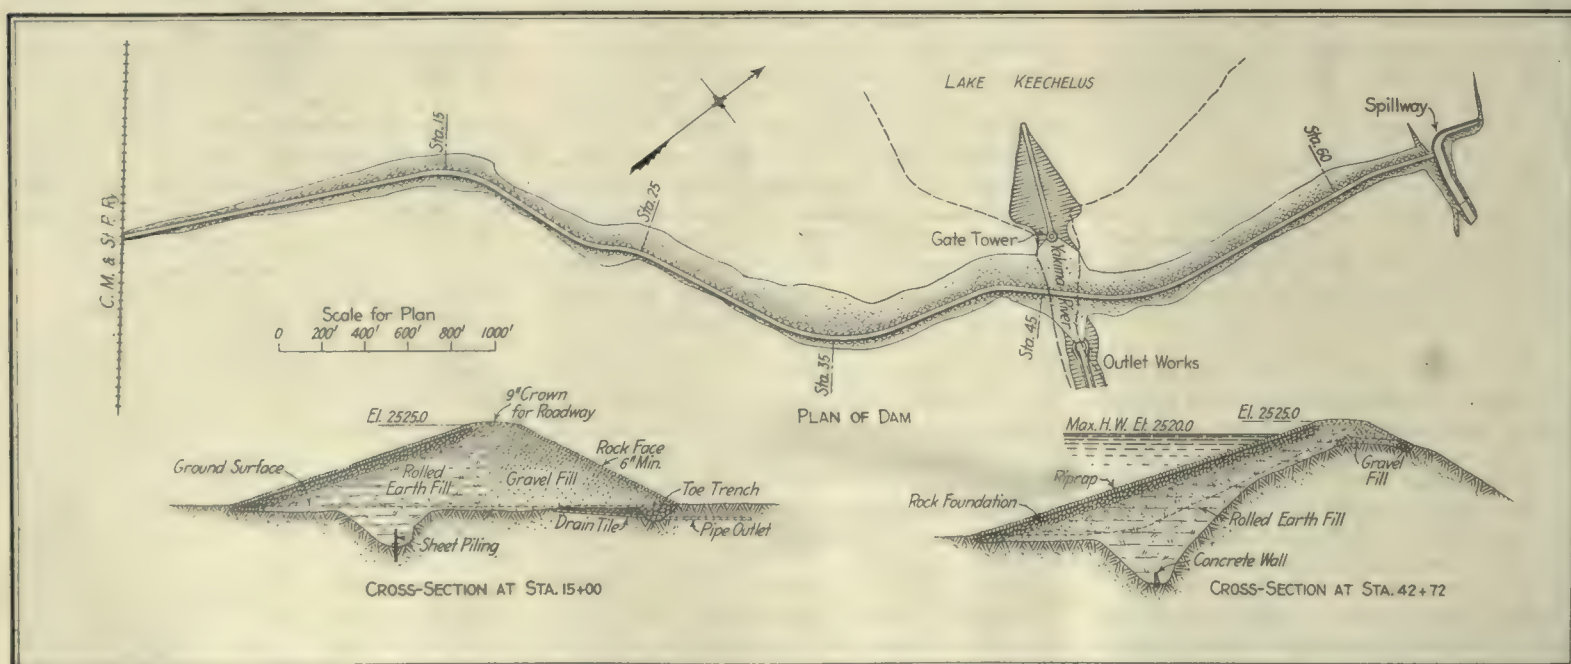 LAKE KEECHELUS
Spillway
Sta. 15
Sta. 60
Sta. 25
C. M. & St. P. Ry.
Gate Tower
Yakima River
Scale for Plan
0 200' 400' 600' 800' 1000'
Sta. 45
Sta. 35
Outlet Works
PLAN OF DAM
9" Crown
for Roadway
El. 2525.0
Rock Face
6" Min.
Ground Surface
Rolled
Earth Fill
Gravel Fill
Toe Trench
Drain Tile
Pipe Outlet
Sheet Piling
CROSS-SECTION AT STA. 15+00
Max. H.W. El. 2520.0
El. 2525.0
Riprap
Gravel
Fill
Rock Foundation
Rolled Earth Fill
Concrete Wall
CROSS-SECTION AT STA. 42+72